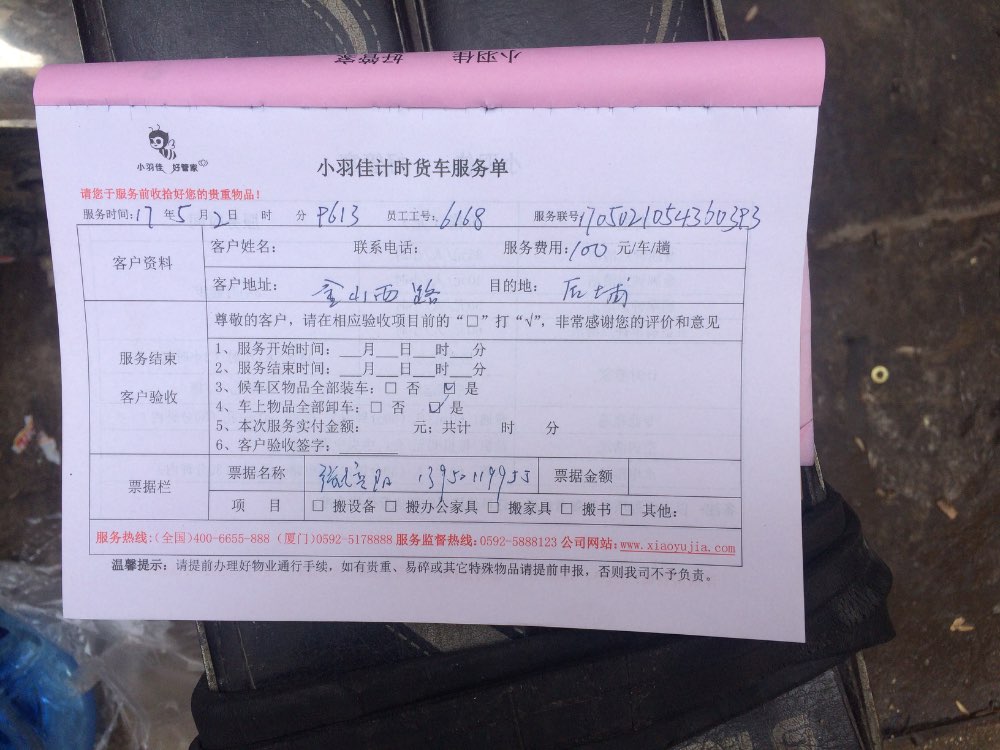 小羽佳 好管家
小羽佳 好管家
小羽佳计时货车服务单
请您于服务前收拾好您的贵重物品！
服务时间：17年5月2日 时 分 P613 员工工号：6168 服务联号：1705021054360393
客户资料
客户姓名： 联系电话： 服务费用：100 元/车/趟
客户地址： 金山西路 目的地： 后埔
服务结束
客户验收
尊敬的客户，请在相应验收项目前的“□”打“√”，非常感谢您的评价和意见
1、服务开始时间：___月___日___时___分
2、服务结束时间：___月___日___时___分
3、候车区物品全部装车：□ 否 ☑ 是
4、车上物品全部卸车：□ 否 ☑ 是
5、本次服务实付金额： 元；共计 时 分
6、客户验收签字：
票据栏
票据名称 13950119955 票据金额
项 目 □ 搬设备 □ 搬办公家具 □ 搬家具 □ 搬书 □ 其他：
服务热线：(全国)400-6655-888 (厦门)0592-5178888 服务监督热线：0592-5888123 公司网站：www.xiaoyujia.com
温馨提示：请提前办理好物业通行手续，如有贵重、易碎或其它特殊物品请提前申报，否则我司不予负责。